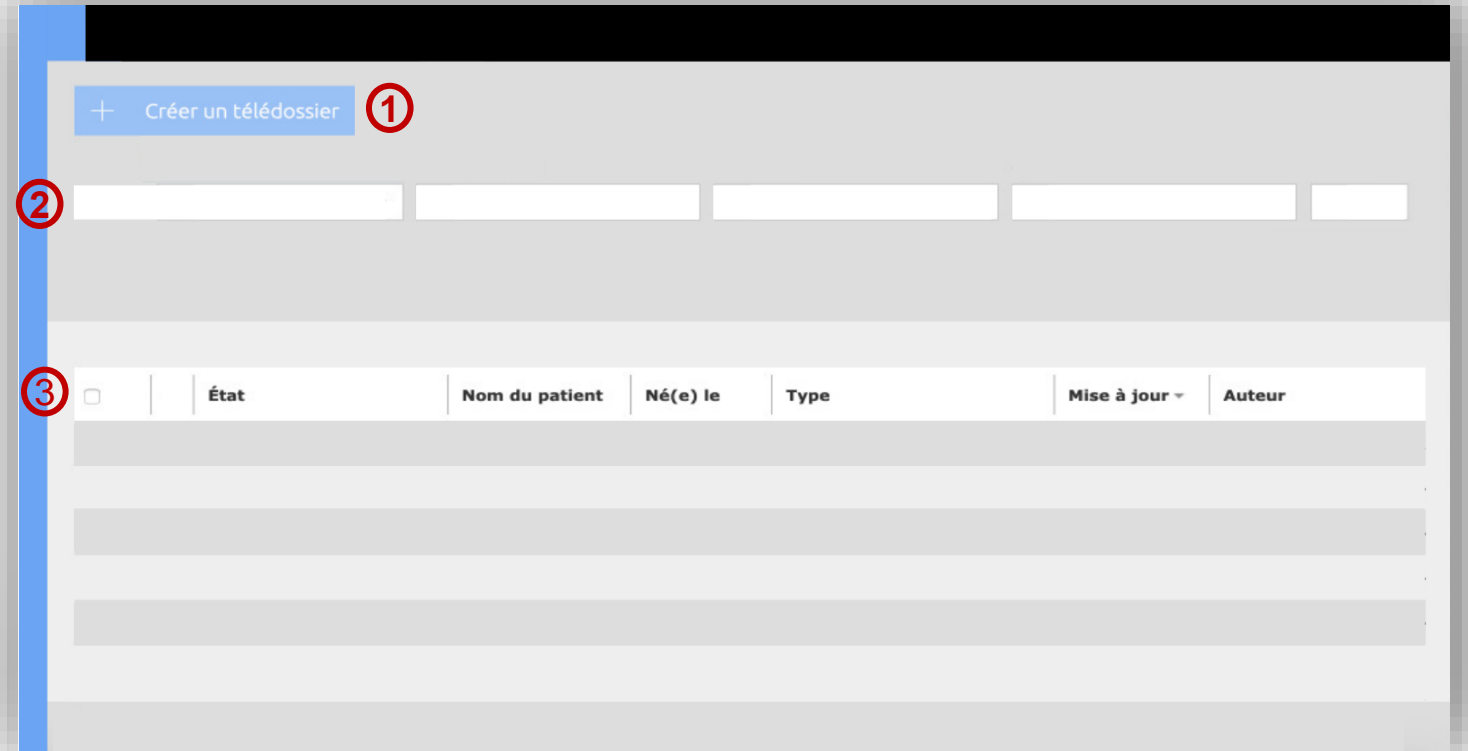 + Créer un télédossier 1
2
3 État Nom du patient Né(e) le Type Mise à jour Auteur